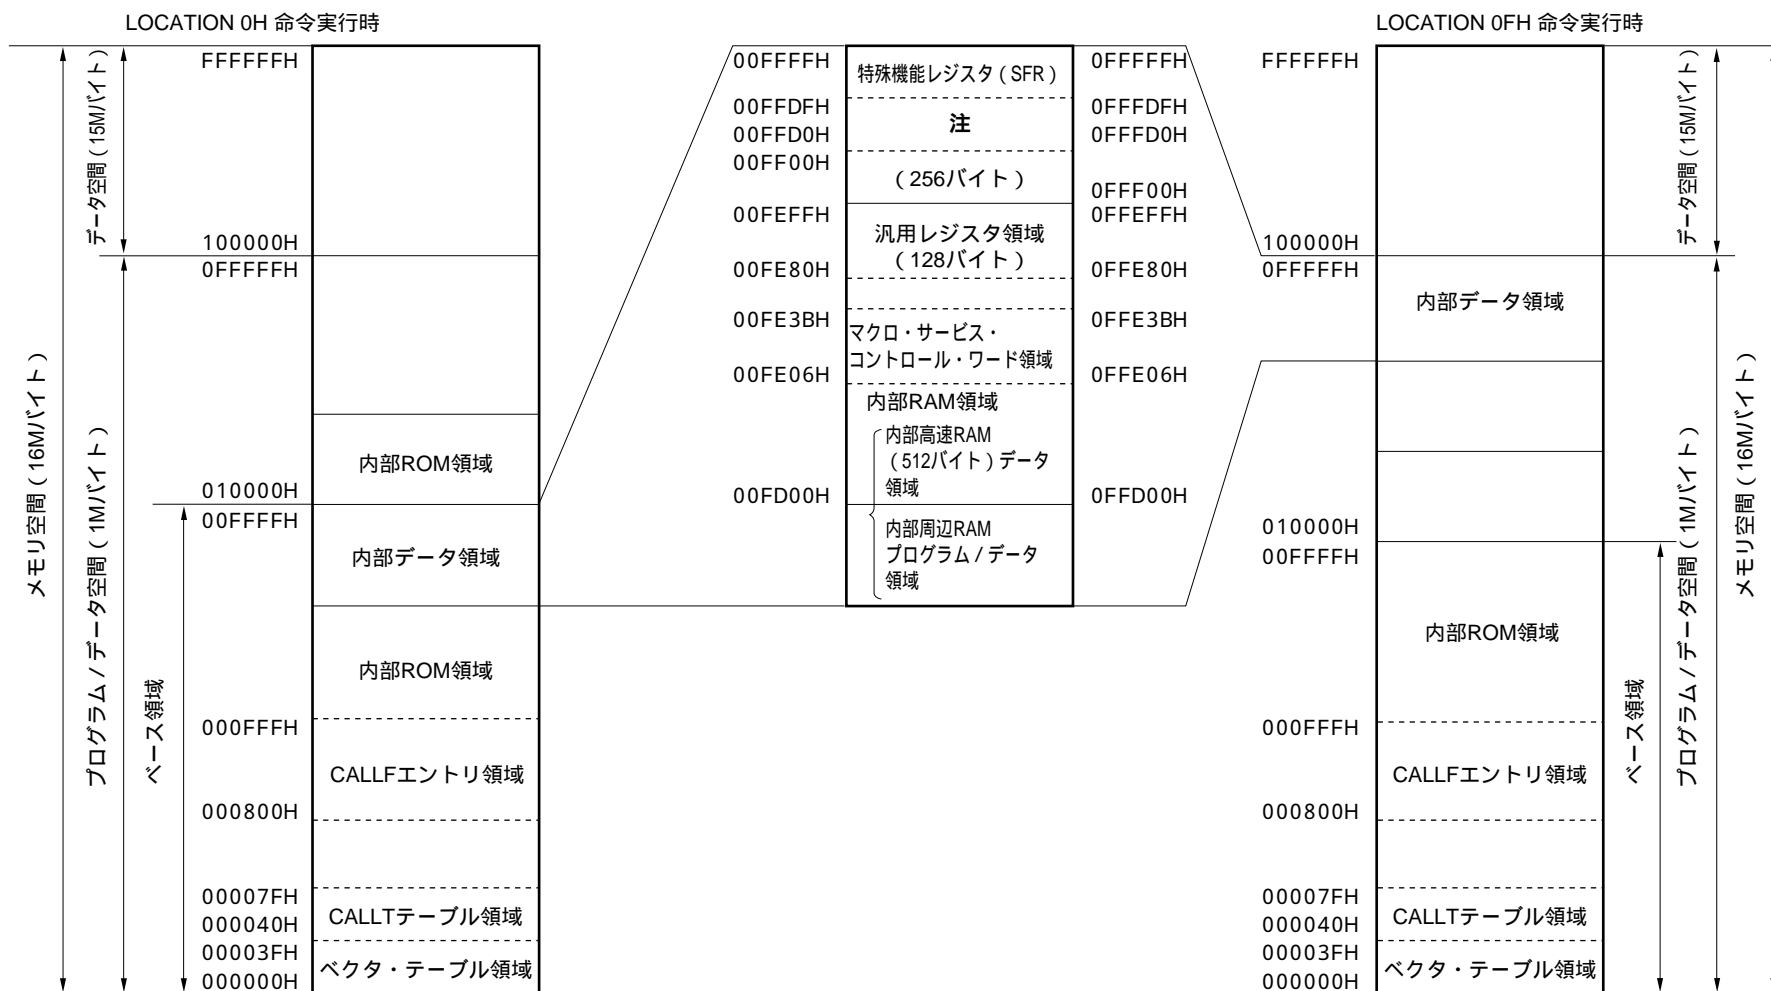 LOCATION 0H 命令実行時
メモリ空間(16Mバイト)
データ空間(15Mバイト)
プログラム/データ空間(1Mバイト)
ベース領域
FFFFFFH
100000H
0FFFFFH
010000H
00FFFFH
000FFFH
000800H
00007FH
000040H
00003FH
000000H
内部ROM領域
内部データ領域
内部ROM領域
CALLFエントリ領域
CALLTテーブル領域
ベクタ・テーブル領域
00FFFFH
00FFDFH
00FFD0H
00FF00H
00FEFFH
00FE80H
00FE3BH
00FE06H
00FD00H
特殊機能レジスタ(SFR)
注
(256バイト)
汎用レジスタ領域
(128バイト)
マクロ・サービス・
コントロール・ワード領域
内部RAM領域
内部高速RAM
(512バイト)データ
領域
内部周辺RAM
プログラム/データ
領域
0FFFFFH
0FFFDFH
0FFFD0H
0FFF00H
0FFEFFH
0FFE80H
0FFE3BH
0FFE06H
0FFD00H
LOCATION 0FH 命令実行時
FFFFFFH
100000H
0FFFFFH
010000H
00FFFFH
000FFFH
000800H
00007FH
000040H
00003FH
000000H
内部データ領域
内部ROM領域
CALLFエントリ領域
CALLTテーブル領域
ベクタ・テーブル領域
ベース領域
データ空間(15Mバイト)
プログラム/データ空間(1Mバイト)
メモリ空間(16Mバイト)